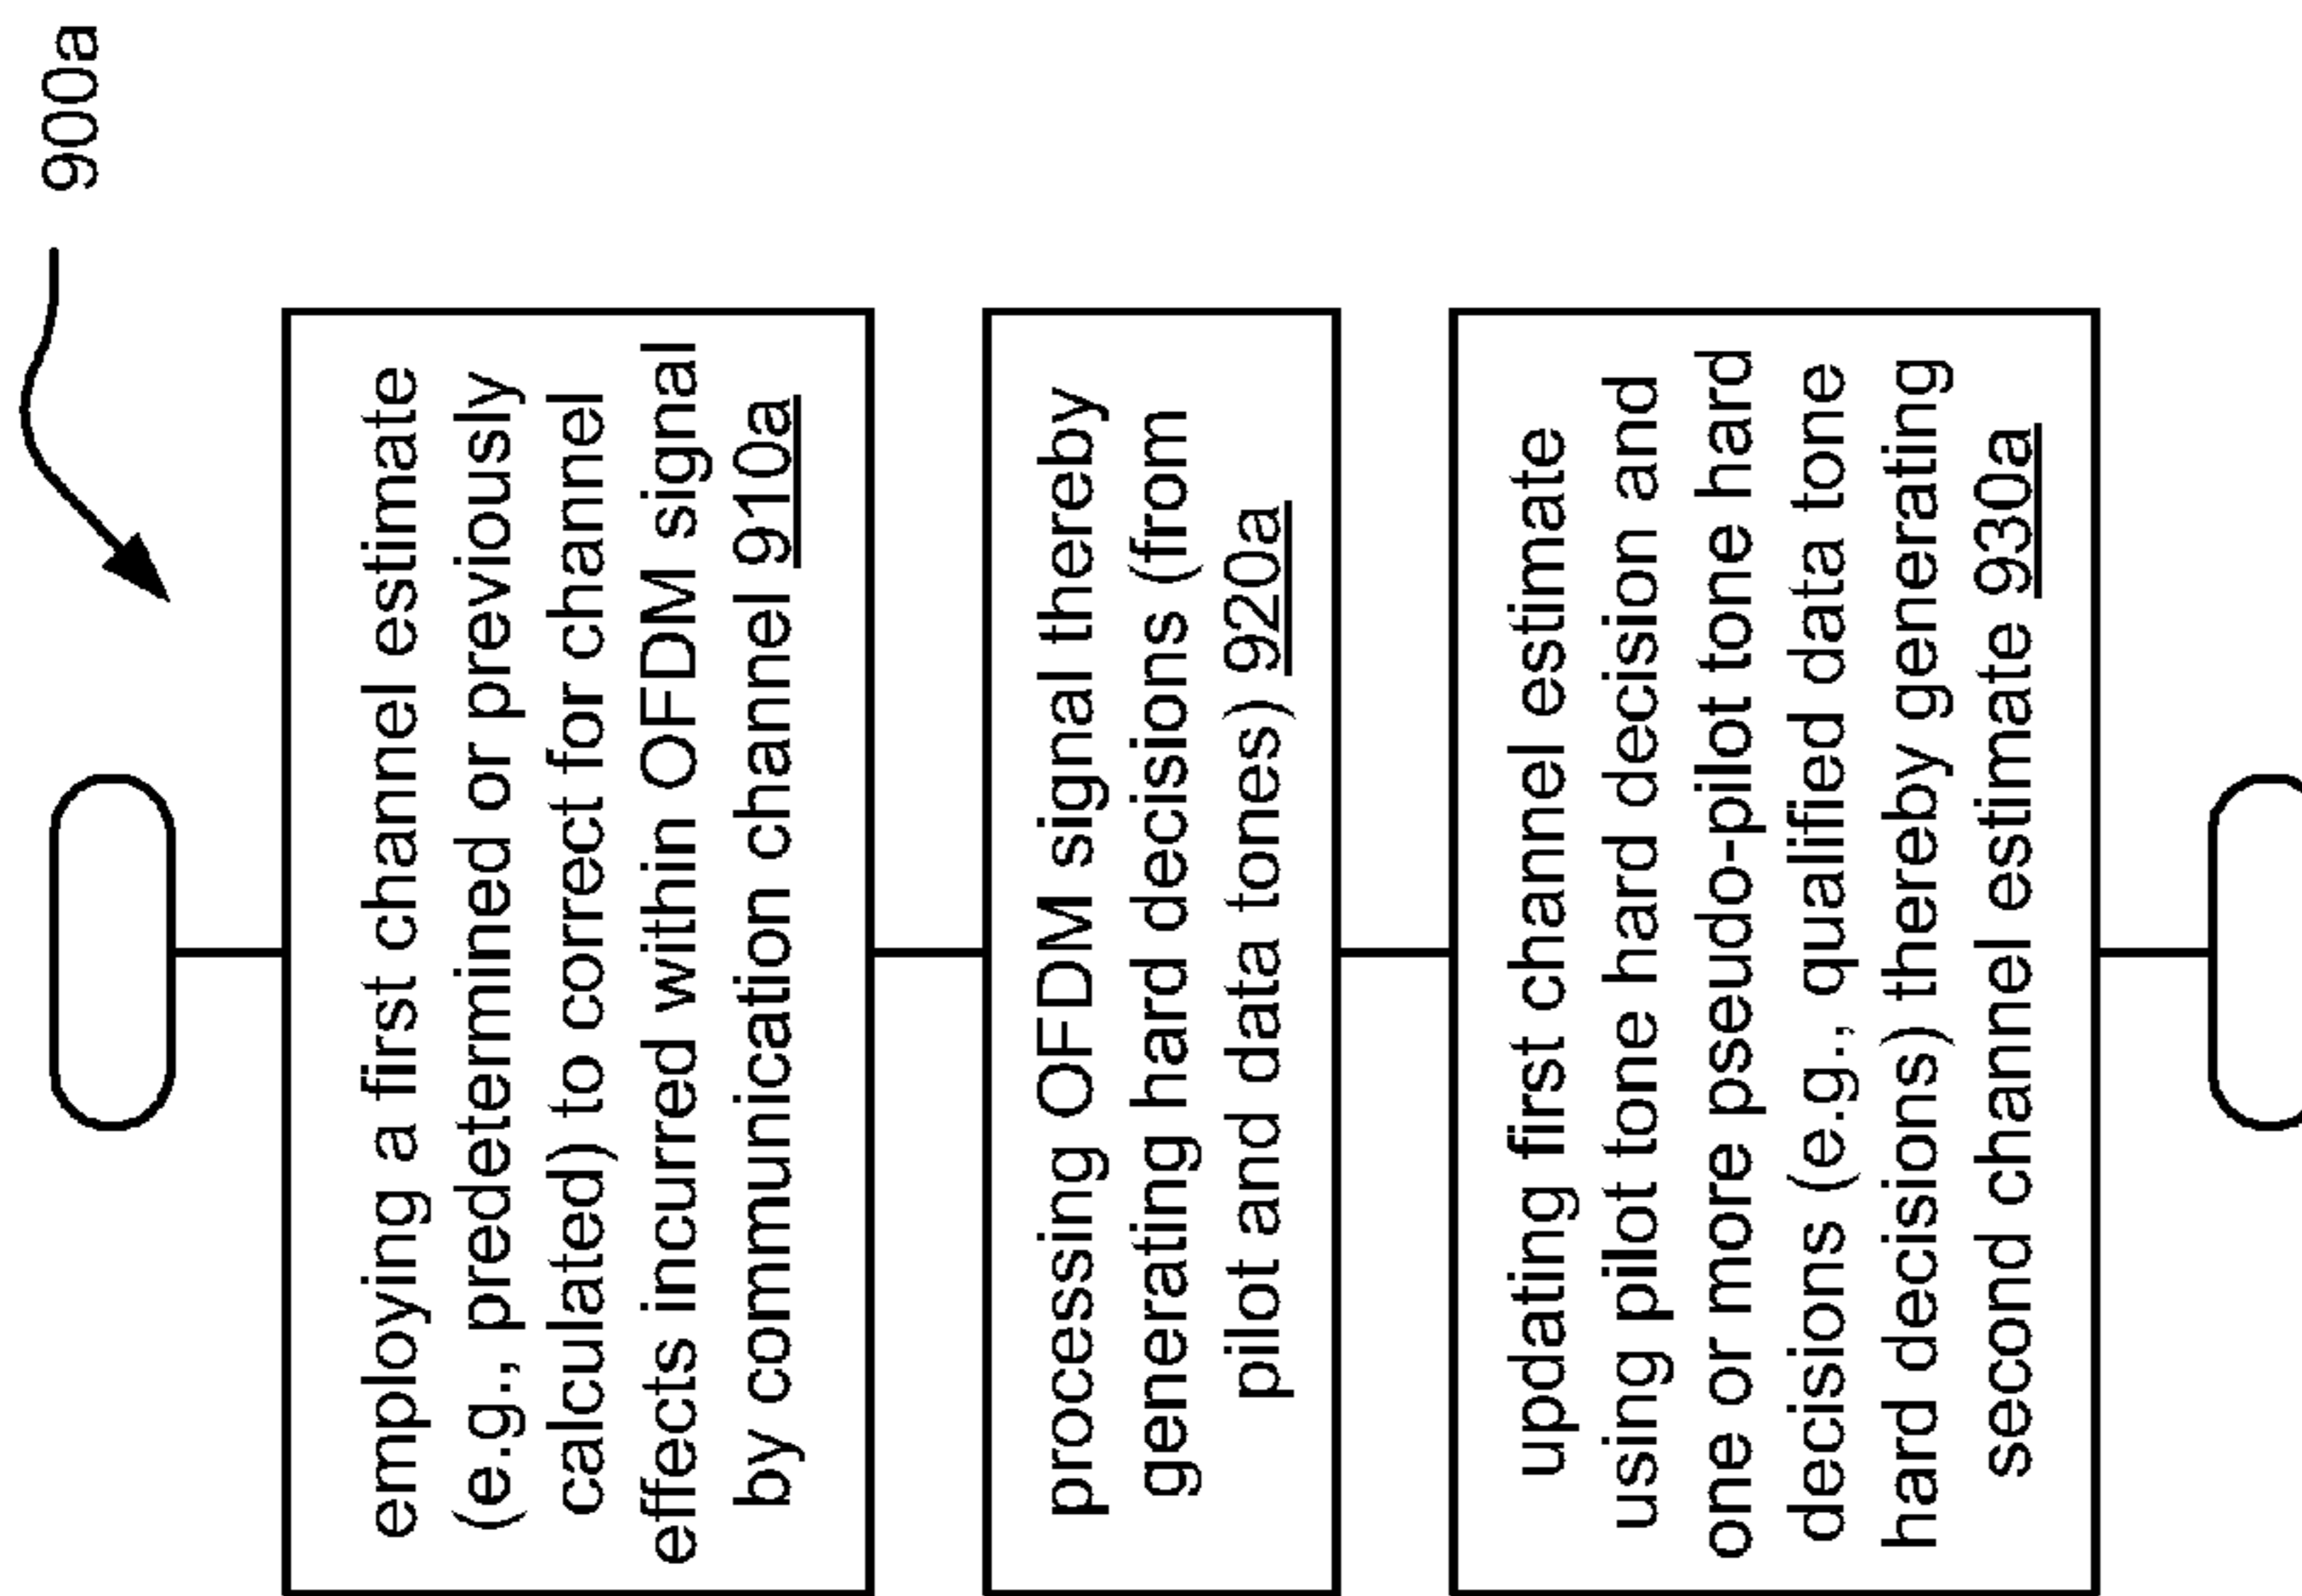 900a
employing a first channel estimate
(e.g., predetermined or previously
calculated) to correct for channel
effects incurred within OFDM signal
by communication channel 910a
processing OFDM signal thereby
generating hard decisions (from
pilot and data tones) 920a
updating first channel estimate
using pilot tone hard decision and
one or more pseudo-pilot tone hard
decisions (e.g., qualified data tone
hard decisions) thereby generating
second channel estimate 930a